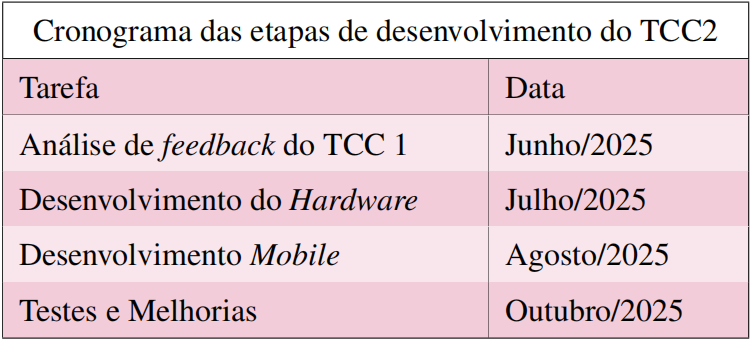 Cronograma das etapas de desenvolvimento do TCC2
Tarefa Data
Análise de feedback do TCC 1 Junho/2025
Desenvolvimento do Hardware Julho/2025
Desenvolvimento Mobile Agosto/2025
Testes e Melhorias Outubro/2025